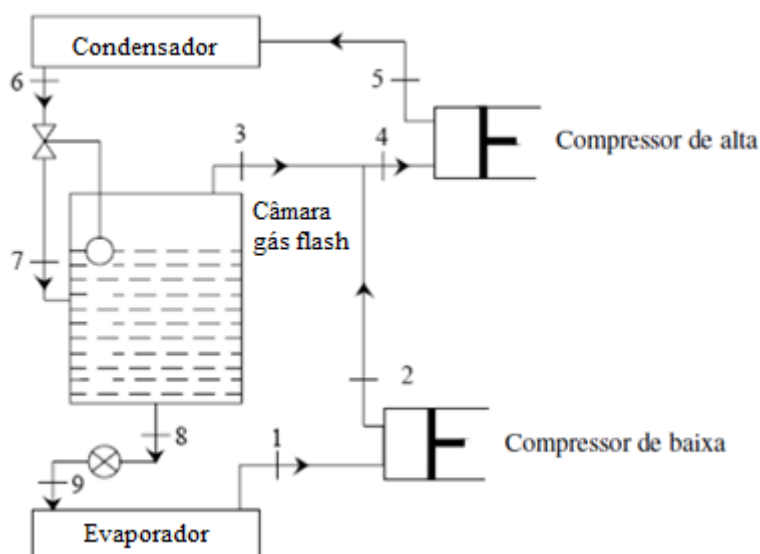 Condensador
6
5
3
4
Compressor de alta
Câmara
gás flash
7
2
8
1
Compressor de baixa
9
Evaporador